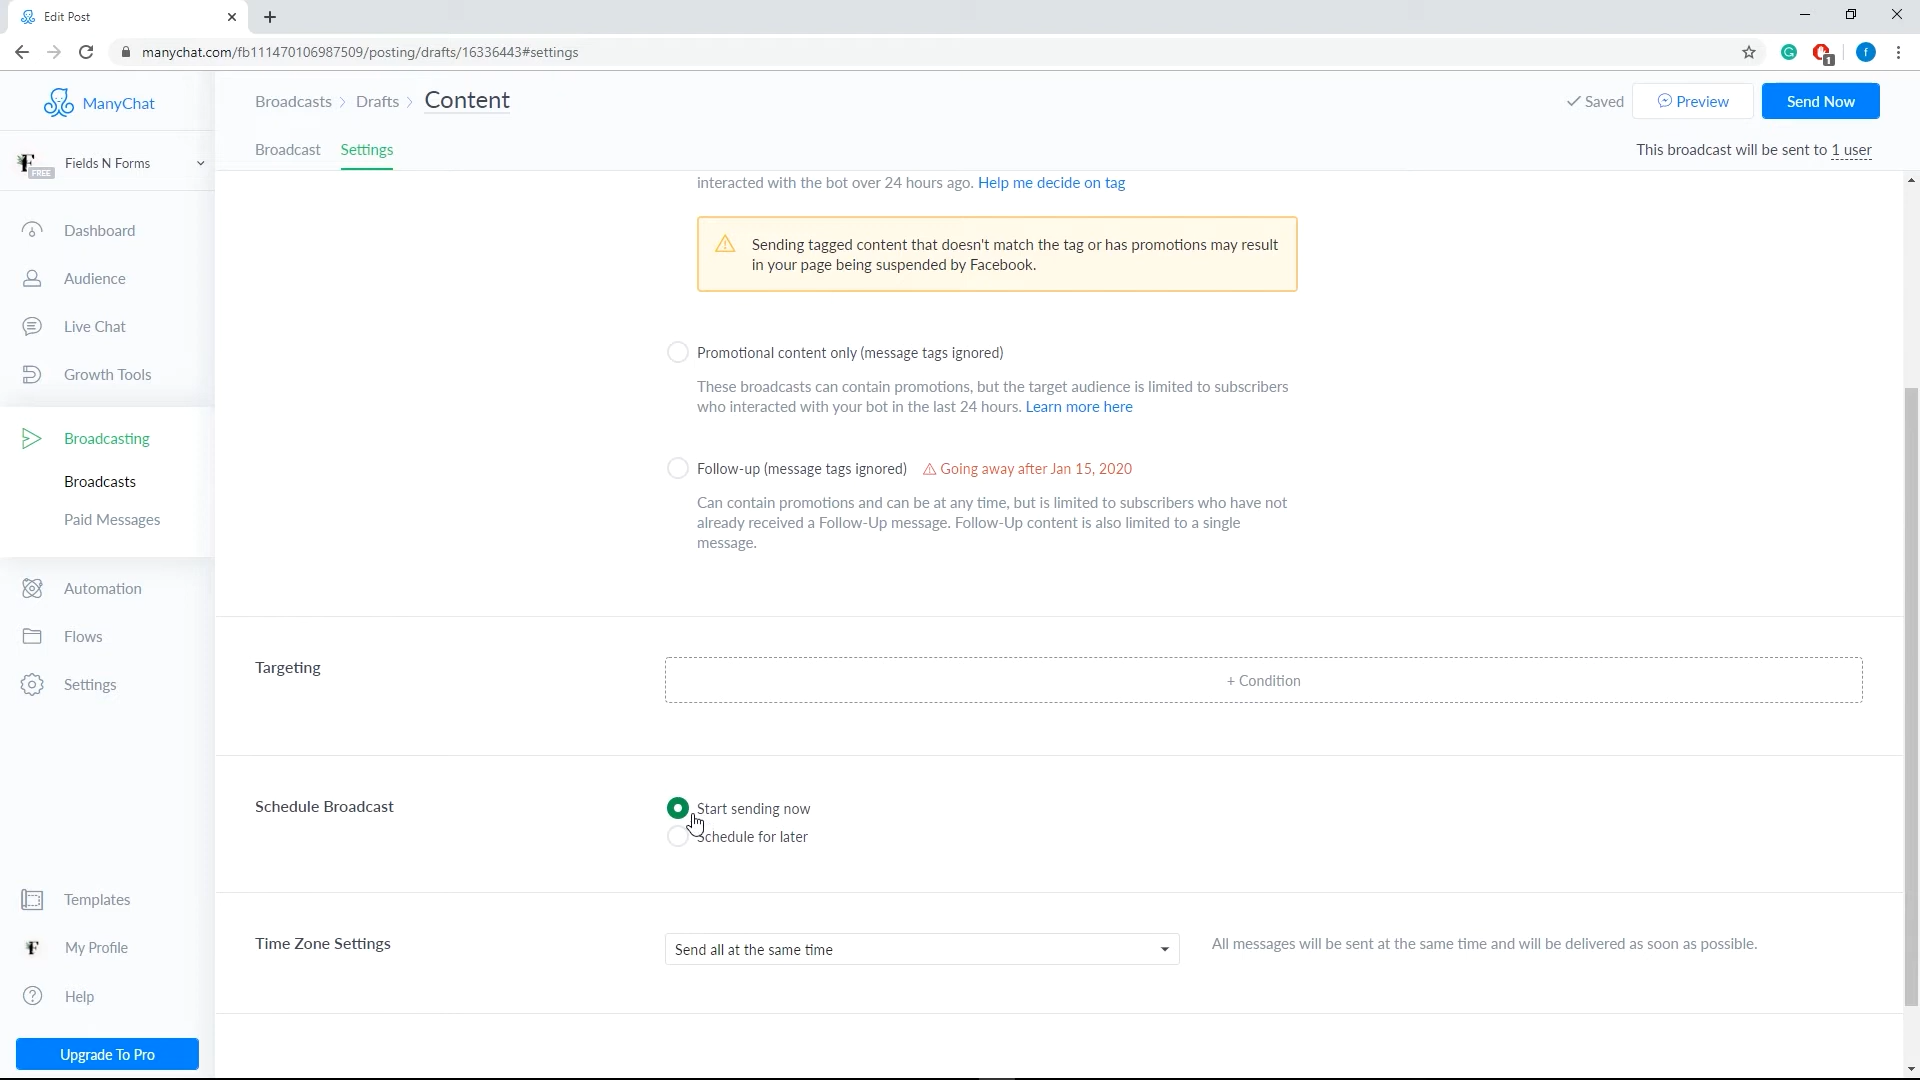 Edit Post
manychat.com/fb111470106987509/posting/drafts/16336443#settings
1
f
ManyChat
Broadcasts > Drafts > Content
Saved
Preview
Send Now
F
FREE
Fields N Forms
Broadcast
Settings
This broadcast will be sent to 1 user
Dashboard
Audience
Live Chat
Growth Tools
Broadcasting
Broadcasts
Paid Messages
Automation
Flows
Settings
Templates
F
My Profile
Help
Upgrade To Pro
interacted with the bot over 24 hours ago. Help me decide on tag
Sending tagged content that doesn't match the tag or has promotions may result
in your page being suspended by Facebook.
Promotional content only (message tags ignored)
These broadcasts can contain promotions, but the target audience is limited to subscribers
who interacted with your bot in the last 24 hours. Learn more here
Follow-up (message tags ignored)
Going away after Jan 15, 2020
Can contain promotions and can be at any time, but is limited to subscribers who have not
already received a Follow-Up message. Follow-Up content is also limited to a single
message.
Targeting
+ Condition
Schedule Broadcast
Start sending now
Schedule for later
Time Zone Settings
Send all at the same time
All messages will be sent at the same time and will be delivered as soon as possible.